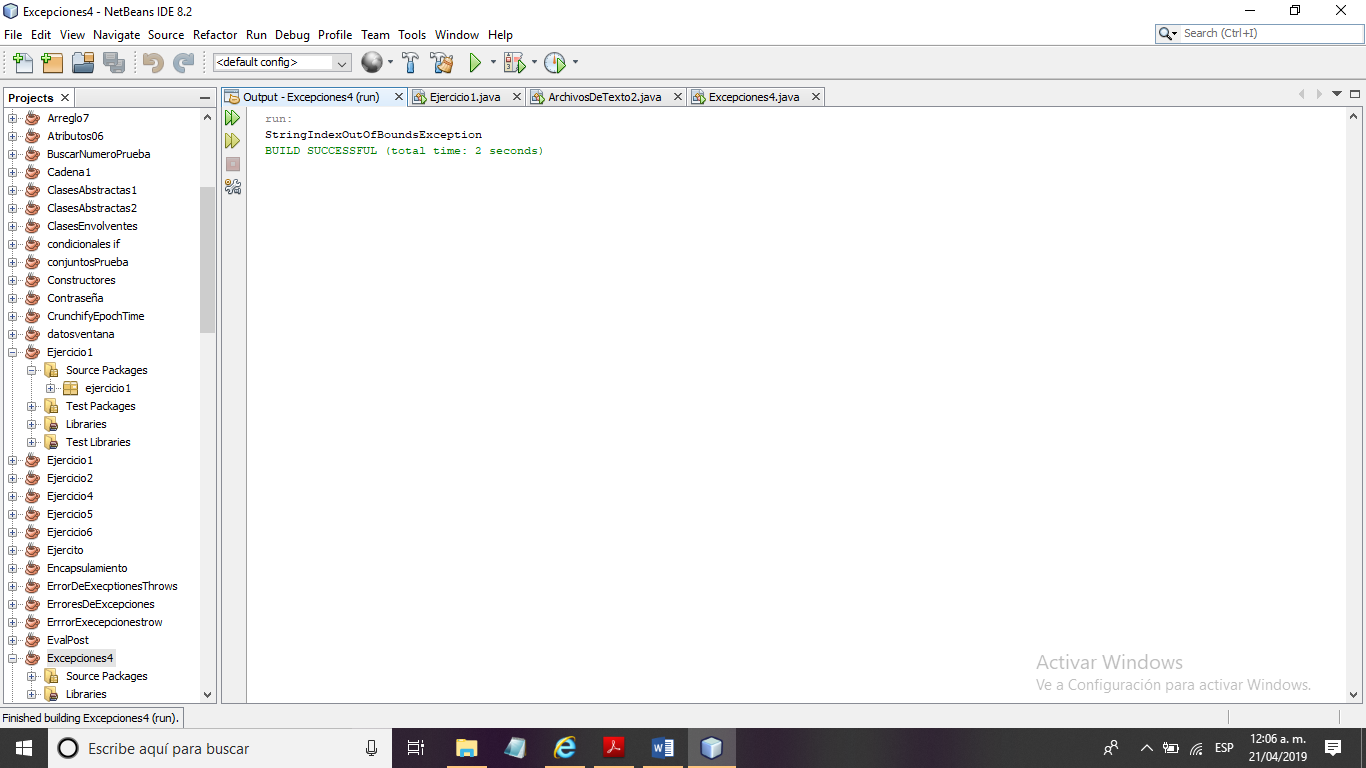 Excepciones4 - NetBeans IDE 8.2
File Edit View Navigate Source Refactor Run Debug Profile Team Tools Window Help
Search (Ctrl+I)
<default config>
Projects
Output - Excepciones4 (run)
Ejercicio1.java
ArchivosDeTexto2.java
Excepciones4.java
Arreglo7
Atributos06
BuscarNumeroPrueba
Cadena1
ClasesAbstractas1
ClasesAbstractas2
ClasesEnvolventes
condicionales if
conjuntosPrueba
Constructores
Contraseña
CrunchifyEpochTime
datosventana
Ejercicio1
Source Packages
ejercicio1
Test Packages
Libraries
Test Libraries
Ejercicio1
Ejercicio2
Ejercicio4
Ejercicio5
Ejercicio6
Ejercito
Encapsulamiento
ErrorDeExecptionesThrows
ErroresDeExcepciones
ErrrorExecepcionestrow
EvalPost
Excepciones4
Source Packages
Libraries
run:
StringIndexOutOfBoundsException
BUILD SUCCESSFUL (total time: 2 seconds)
Activar Windows
Ve a Configuración para activar Windows.
Finished building Excepciones4 (run).
Escribe aquí para buscar
ESP
12:06 a. m.
21/04/2019